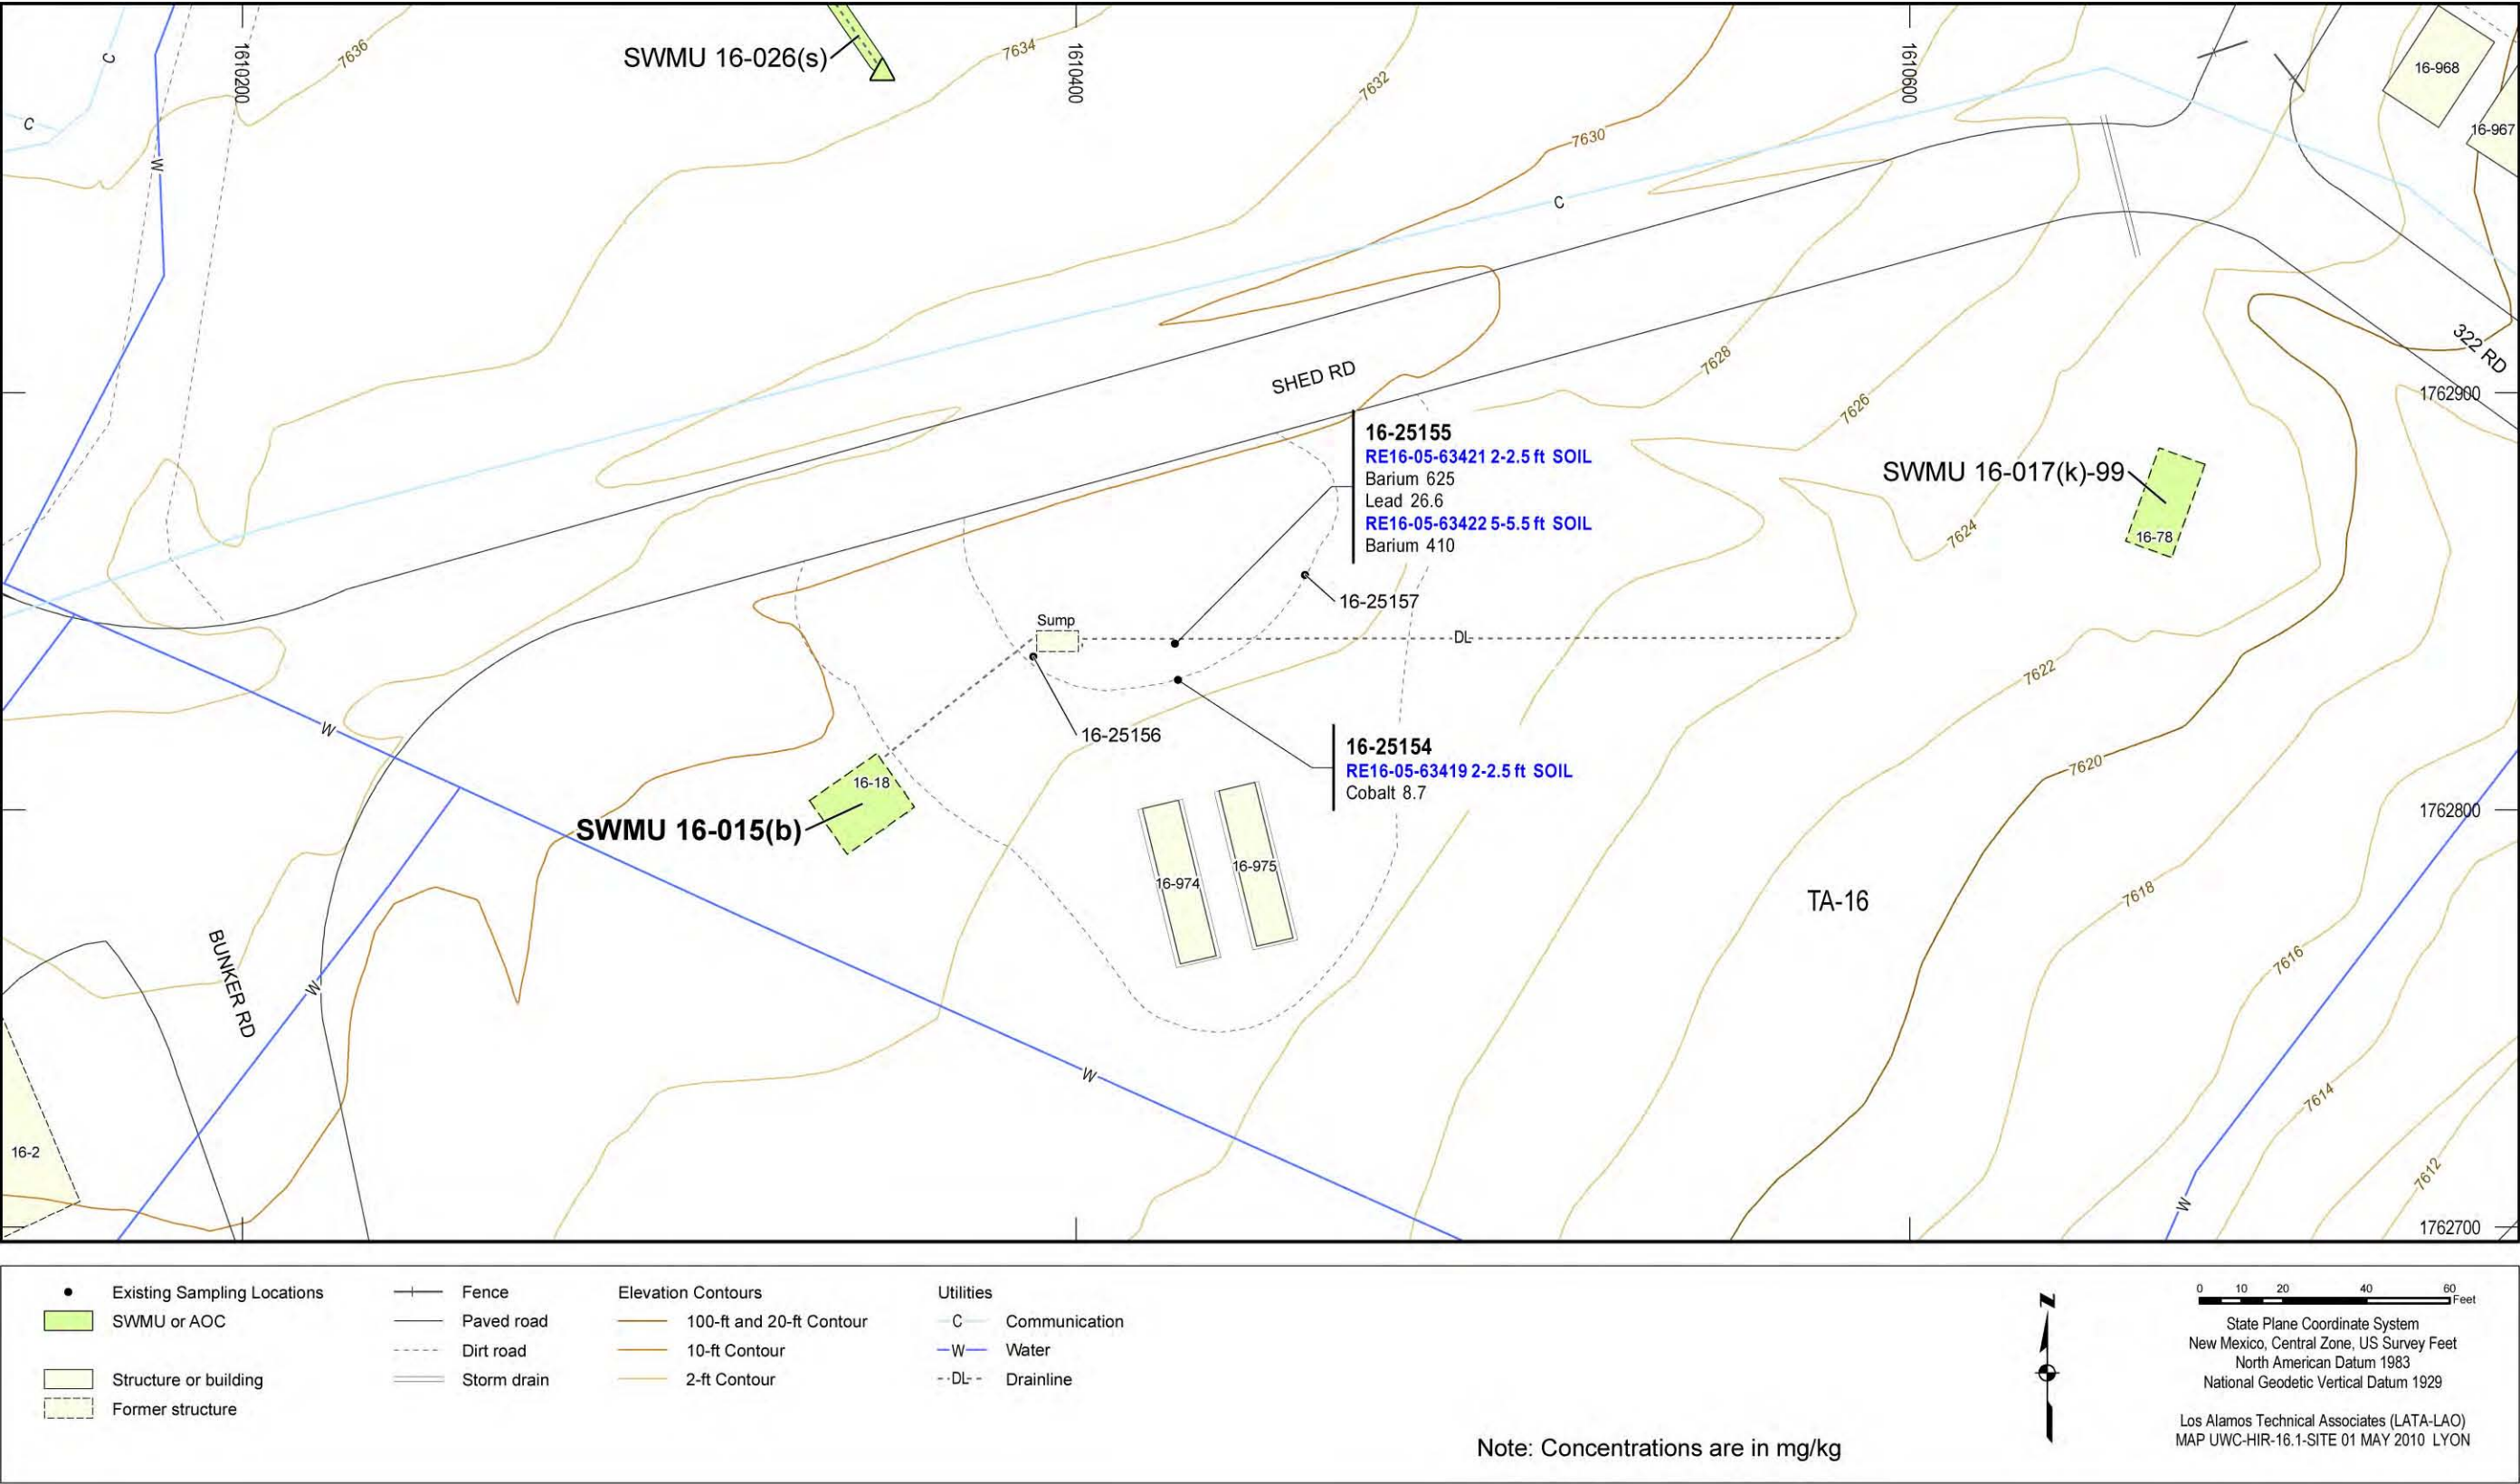 C
7636
1610200
SWMU 16-026(s)
7634
1610400
7632
1610600
16-968
C
16-967
W
7630
C
SHED RD
322 RD
7628
1762900
7626
16-25155
RE16-05-63421 2-2.5 ft SOIL
Barium 625
Lead 26.6
RE16-05-63422 5-5.5 ft SOIL
Barium 410
SWMU 16-017(k)-99
7624
16-78
16-25157
Sump
DL
7622
W
16-25156
16-25154
RE16-05-63419 2-2.5 ft SOIL
Cobalt 8.7
7620
16-18
SWMU 16-015(b)
1762800
16-975
16-974
TA-16
7618
BUNKER RD
W
7616
W
7614
16-2
7612
W
1762700
Existing Sampling Locations
SWMU or AOC
Structure or building
Former structure
Fence
Paved road
Dirt road
Storm drain
Elevation Contours
100-ft and 20-ft Contour
10-ft Contour
2-ft Contour
Utilities
C Communication
W Water
DL Drainline
Note: Concentrations are in mg/kg
N
0 10 20 40 60
Feet
State Plane Coordinate System
New Mexico, Central Zone, US Survey Feet
North American Datum 1983
National Geodetic Vertical Datum 1929
Los Alamos Technical Associates (LATA-LAO)
MAP UWC-HIR-16.1-SITE 01 MAY 2010 LYON